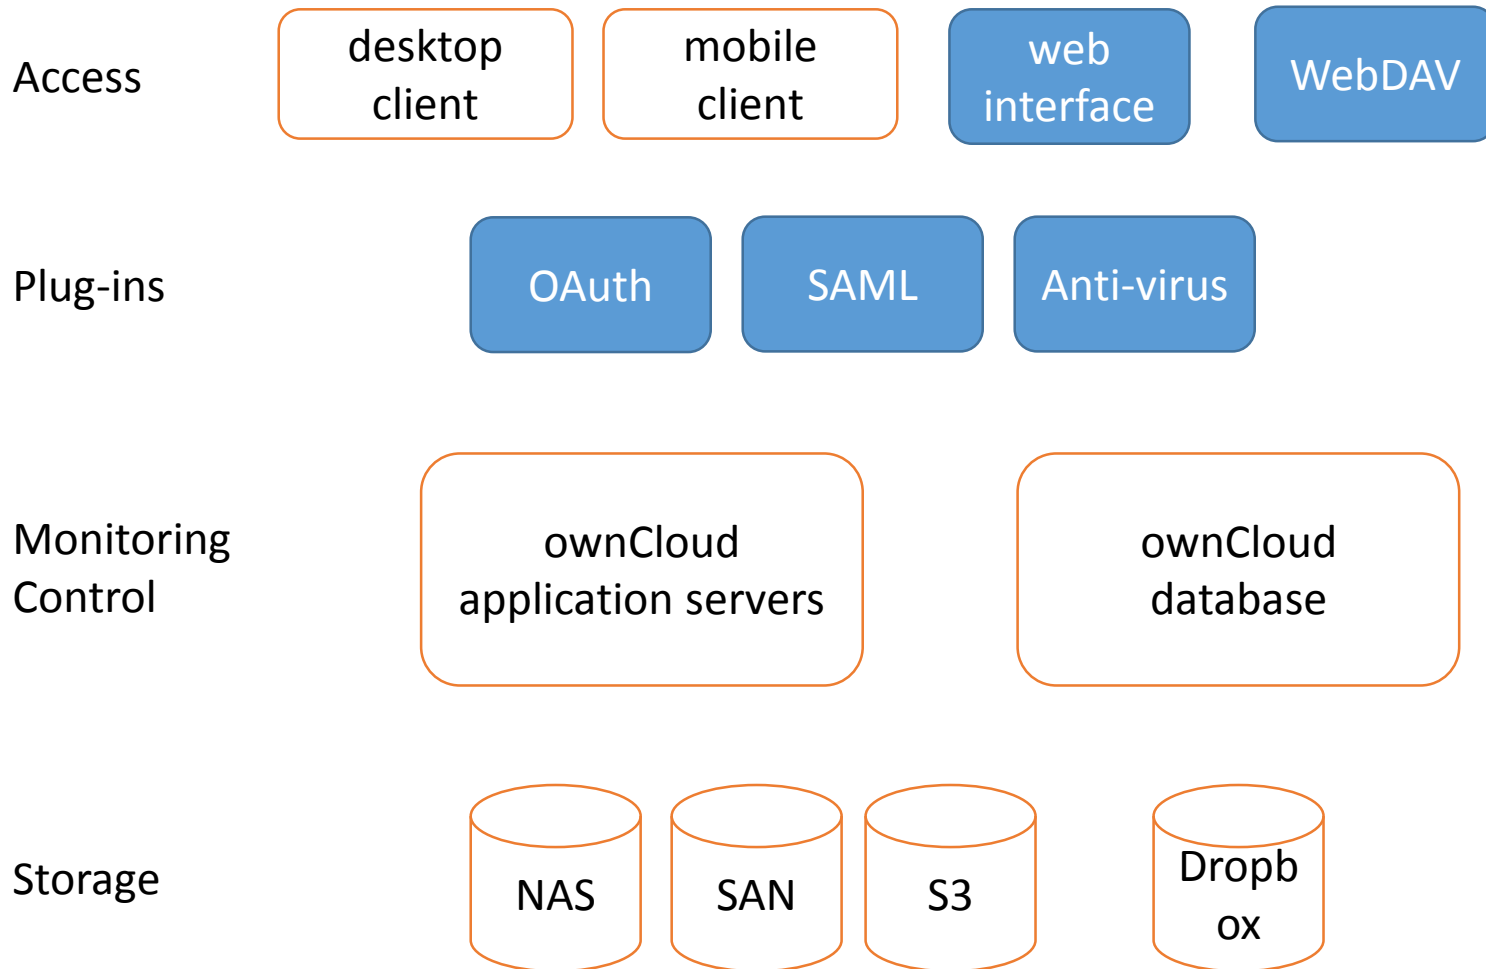 Access
desktop
client
mobile
client
web
interface
WebDAV
Plug-ins
OAuth
SAML
Anti-virus
Monitoring
Control
ownCloud
application servers
ownCloud
database
Storage
NAS
SAN
S3
Dropb
ox